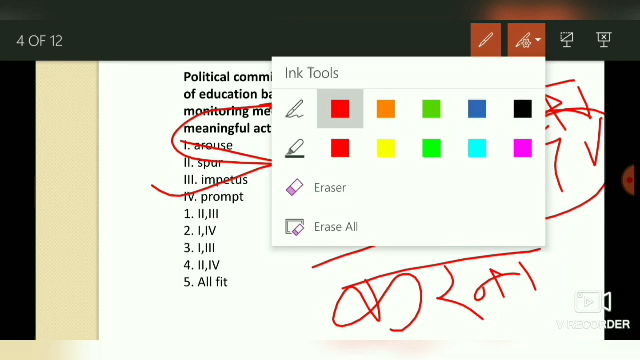 4 OF 12
Political commi
of education ba
monitoring me
meaningful act
I. arouse
II. spur
III. impetus
IV. prompt
1. II,III
2. I,IV
3. I,III
4. II,IV
5. All fit
Ink Tools
Eraser
Erase All
V RECORDER